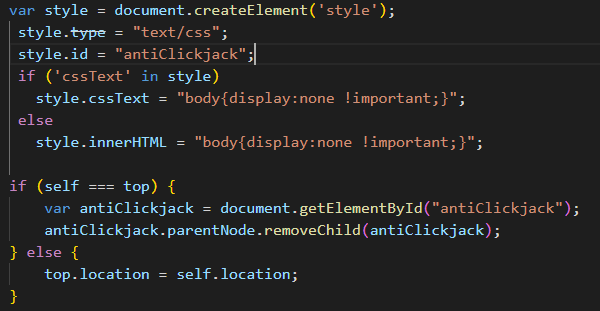 var style = document.createElement('style');
style.type = "text/css";
style.id = "antiClickjack";
if ('cssText' in style)
style.cssText = "body{display:none !important;}";
else
style.innerHTML = "body{display:none !important;}";
if (self === top) {
var antiClickjack = document.getElementById("antiClickjack");
antiClickjack.parentNode.removeChild(antiClickjack);
} else {
top.location = self.location;
}